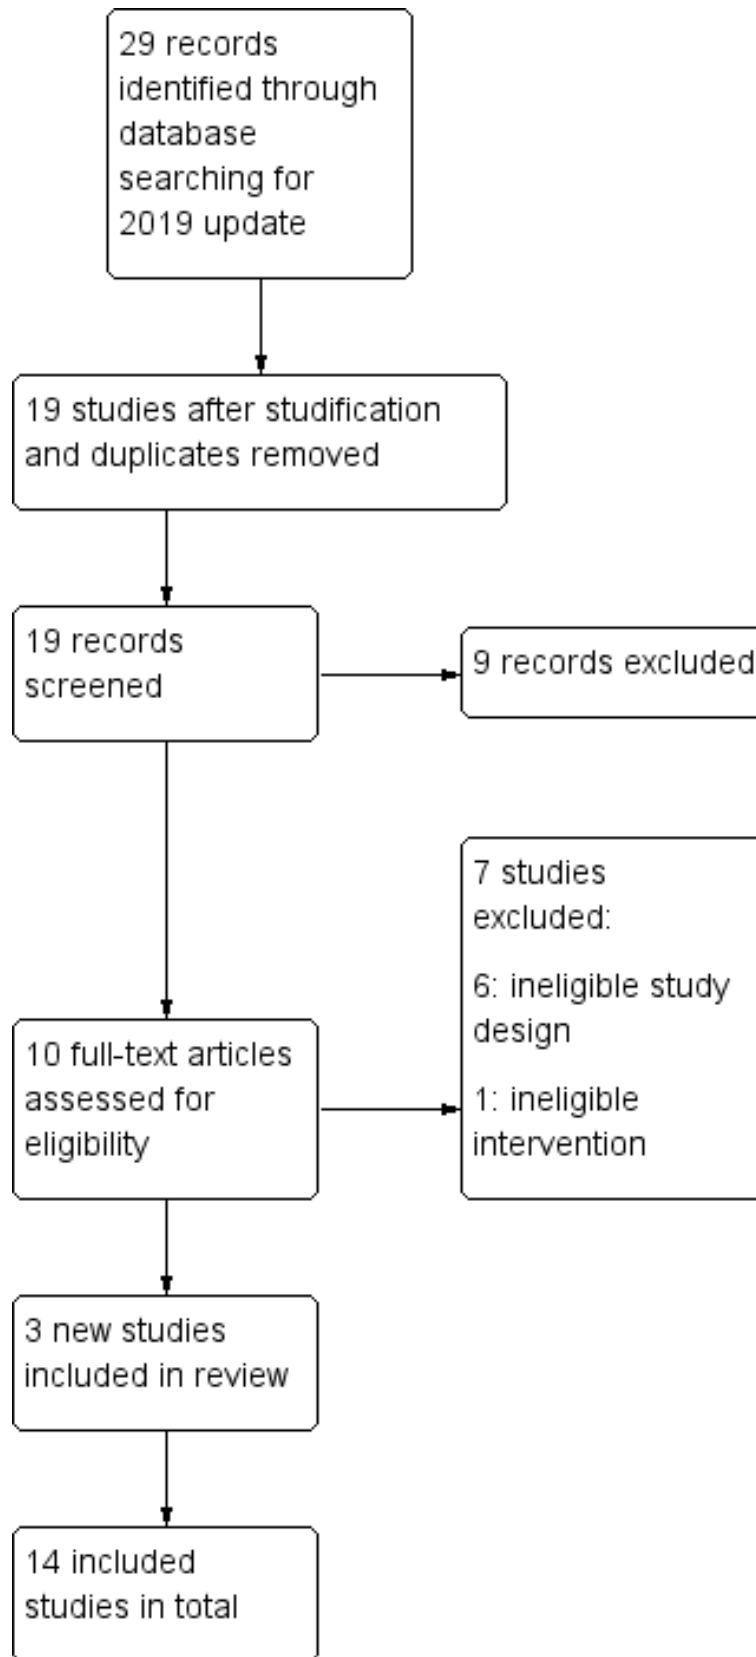 29 records
identified through
database
searching for
2019 update
19 studies after studification
and duplicates removed
19 records
screened
9 records excluded
7 studies
excluded:
6: ineligible study
design
1: ineligible
intervention
10 full-text articles
assessed for
eligibility
3 new studies
included in review
14 included
studies in total